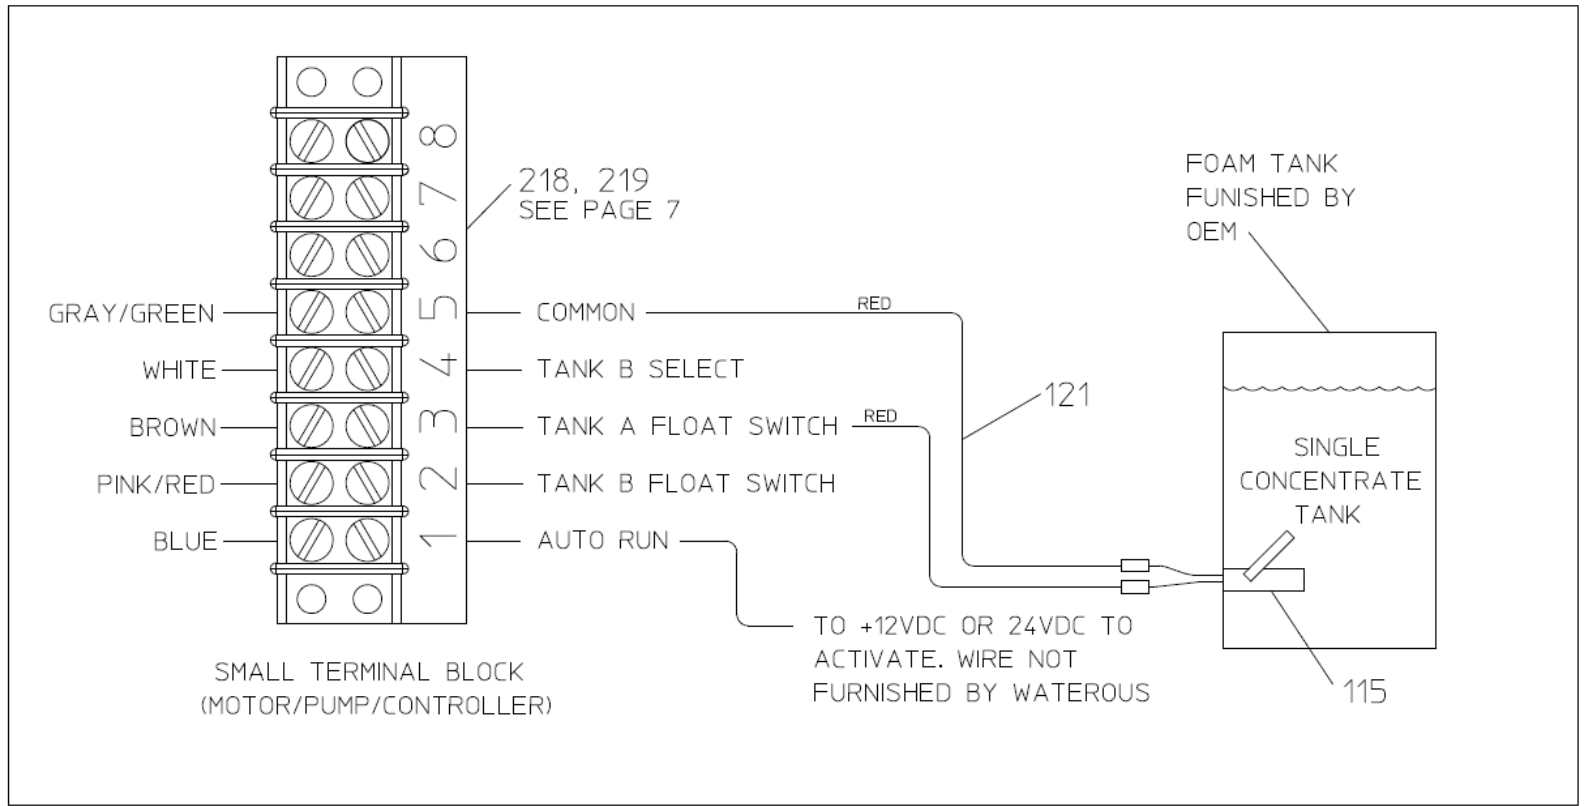 8
7
6
5
4
3
2
1
218, 219
SEE PAGE 7
FOAM TANK
FUNISHED BY
OEM
GRAY/GREEN
COMMON
RED
WHITE
TANK B SELECT
121
BROWN
TANK A FLOAT SWITCH
RED
PINK/RED
TANK B FLOAT SWITCH
BLUE
AUTO RUN
SINGLE
CONCENTRATE
TANK
TO +12VDC OR 24VDC TO
ACTIVATE. WIRE NOT
FURNISHED BY WATEROUS
115
SMALL TERMINAL BLOCK
(MOTOR/PUMP/CONTROLLER)